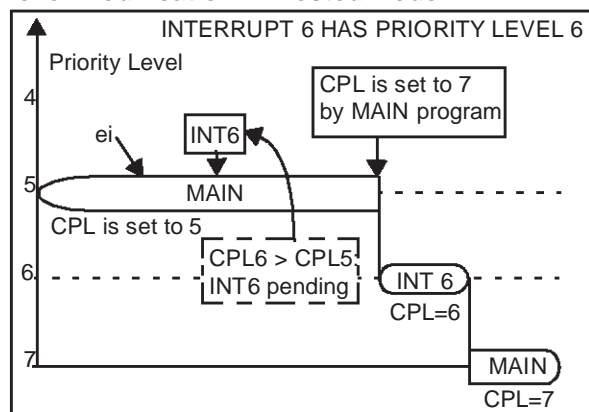 INTERRUPT 6 HAS PRIORITY LEVEL 6
Priority Level
4
CPL is set to 7
by MAIN program
ei
INT6
5
MAIN
CPL is set to 5
CPL6 > CPL5
INT6 pending
6
INT 6
CPL=6
7
MAIN
CPL=7